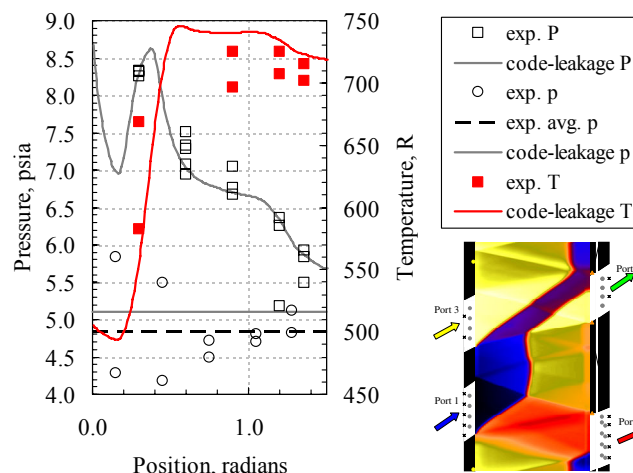 9.0
8.5
8.0
7.5
7.0
6.5
6.0
5.5
5.0
4.5
4.0
Pressure, psia
0.0
1.0
Position, radians
750
700
650
600
550
500
450
Temperature, R
exp. P
code-leakage P
exp. p
exp. avg. p
code-leakage p
exp. T
code-leakage T
Port
Port 3
Port 1
Port